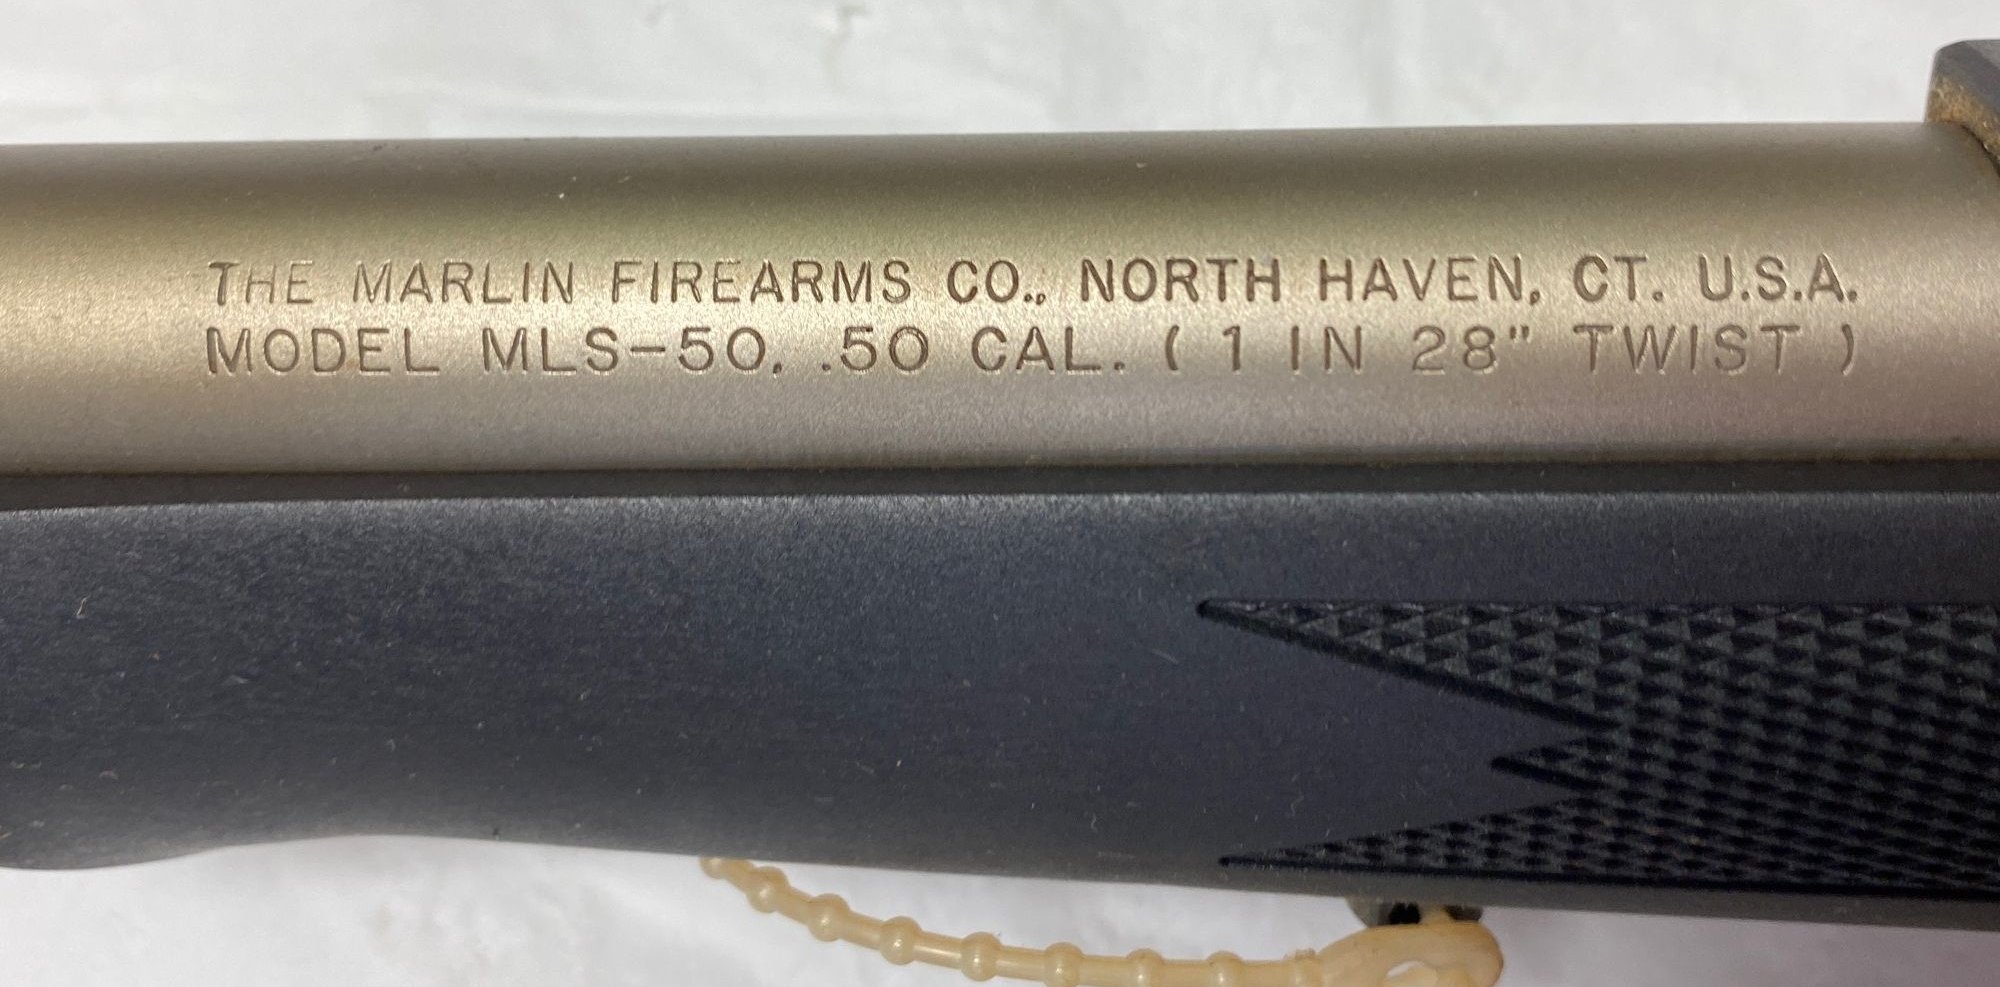 THE MARLIN FIREARMS CO., NORTH HAVEN, CT. U.S.A.
MODEL MLS-50, .50 CAL. ( 1 IN 28" TWIST )